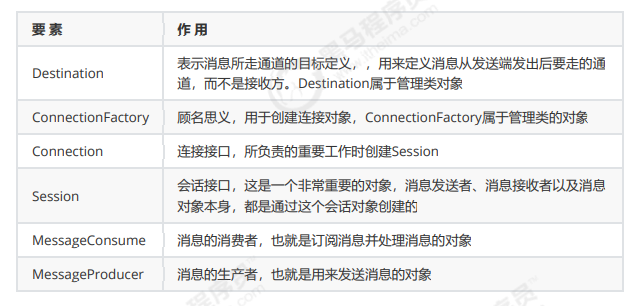 要 素 作 用
Destination 表示消息所走通道的目标定义，，用来定义消息从发送端发出后要走的通
道，而不是接收方。Destination属于管理类对象
ConnectionFactory 顾名思义，用于创建连接对象，ConnectionFactory属于管理类的对象
Connection 连接接口，所负责的重要工作时创建Session
Session 会话接口，这是一个非常重要的对象，消息发送者、消息接收者以及消息
对象本身，都是通过这个会话对象创建的
MessageConsume 消息的消费者，也就是订阅消息并处理消息的对象
MessageProducer 消息的生产者，也就是用来发送消息的对象